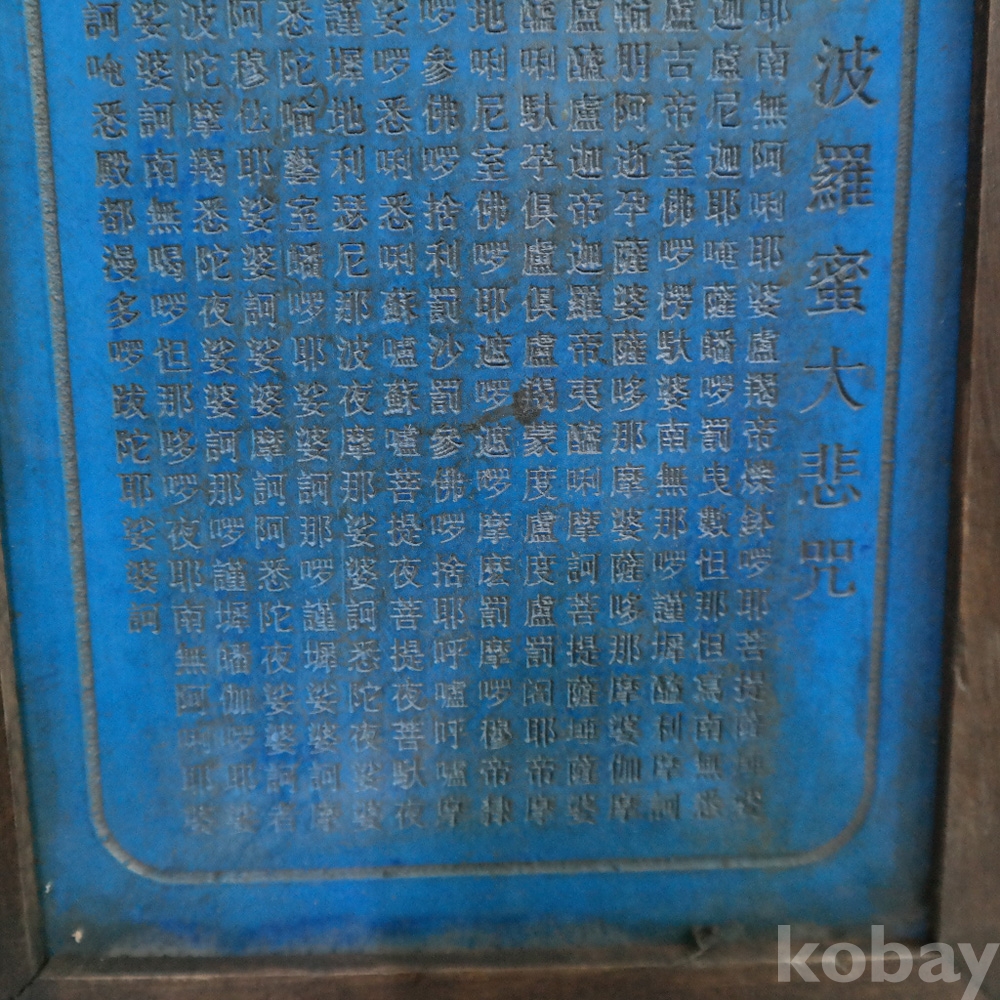 波羅蜜大悲咒
耶南無阿唎耶婆盧羯帝爍鉢囉耶菩提薩埵婆
迦盧尼迦耶唵薩皤囉罰曳數怛那怛寫南無悉
盧吉帝室佛囉楞馱婆南無那囉謹墀醯利摩訶
輸朋阿逝孕薩婆薩哆那摩婆薩哆那摩婆伽摩
盧醯盧迦帝迦羅帝夷醯唎摩訶菩提薩埵薩婆
醯唎馱孕俱盧俱盧羯蒙度盧度盧罰闍耶帝摩
地唎尼室佛囉耶遮囉遮囉摩麼罰摩囉穆帝隸
囉參佛囉捨利罰沙罰參佛囉捨耶呼嚧呼嚧摩
娑囉悉唎悉唎蘇嚧蘇嚧菩提夜菩提夜菩馱夜
謹墀地利瑟尼那波夜摩那娑婆訶悉陀夜娑婆
悉陀喻藝室皤囉耶娑婆訶那囉謹墀娑婆訶摩
阿穆佉耶娑婆訶娑婆摩訶阿悉陀夜娑婆訶者
波陀摩羯悉陀夜娑婆訶那囉謹墀皤伽囉耶娑
娑婆訶南無喝囉怛那哆囉夜耶南無阿唎耶婆
訶唵悉殿都漫多囉跋陀耶娑婆訶
kobay